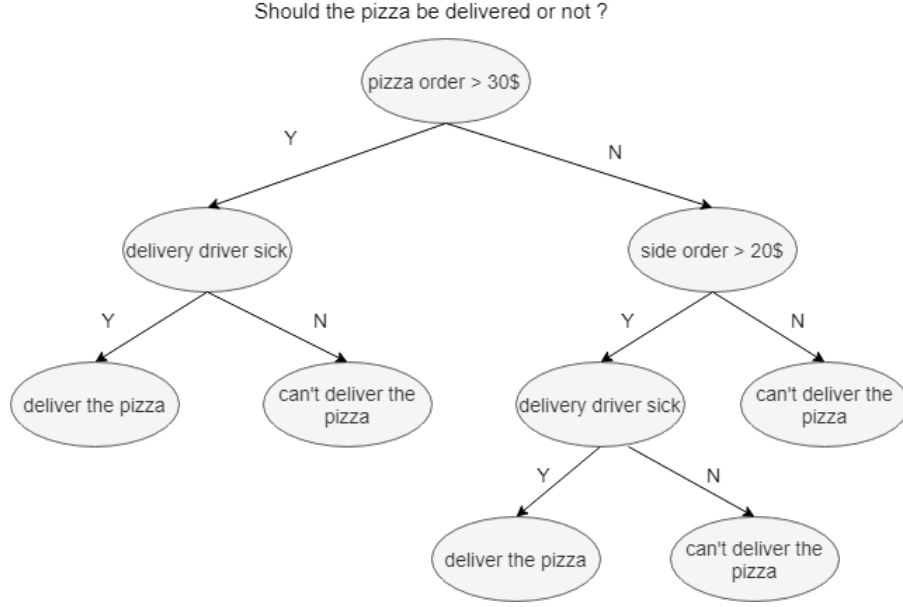 Should the pizza be delivered or not ?
pizza order > 30$
Y
N
delivery driver sick
side order > 20$
Y
N
Y
N
deliver the pizza
can't deliver the
pizza
delivery driver sick
can't deliver the
pizza
Y
N
deliver the pizza
can't deliver the
pizza